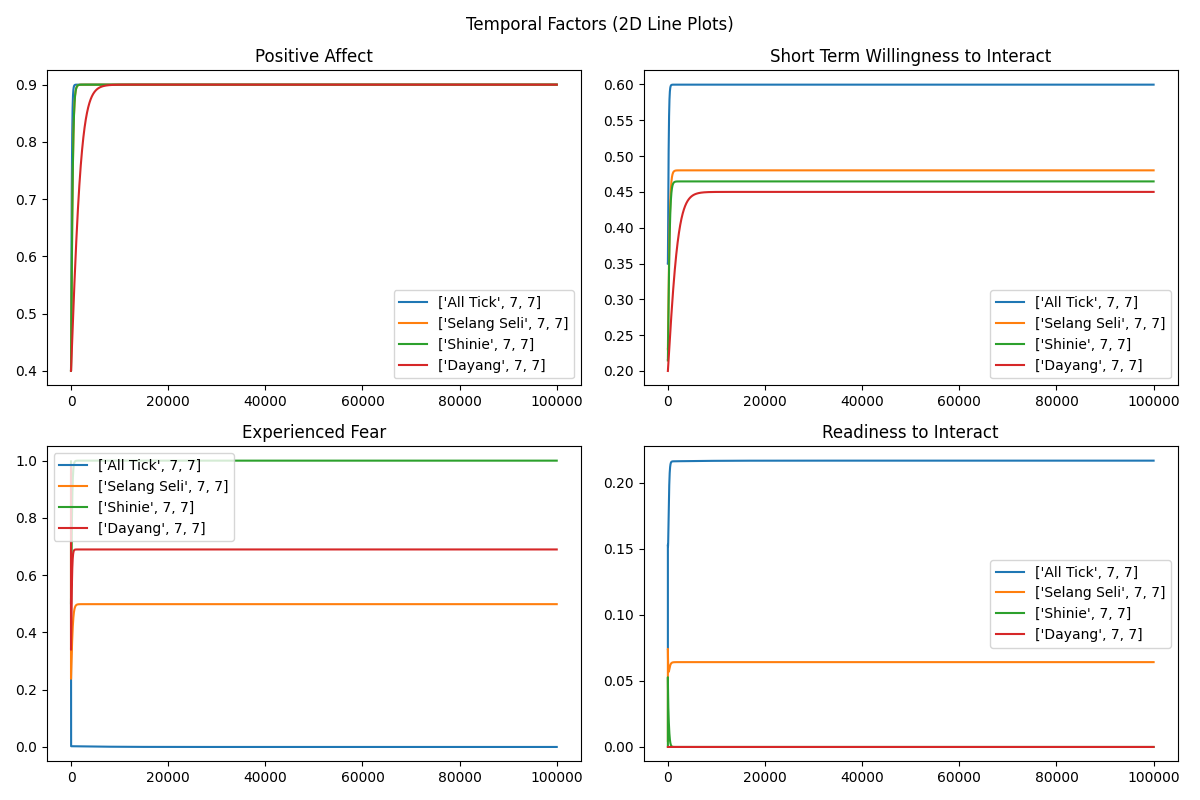 Temporal Factors (2D Line Plots)
Positive Affect
0.9
0.8
0.7
0.6
0.5
0.4
0 20000 40000 60000 80000 100000
['All Tick', 7, 7]
['Selang Seli', 7, 7]
['Shinie', 7, 7]
['Dayang', 7, 7]
Short Term Willingness to Interact
0.60
0.55
0.50
0.45
0.40
0.35
0.30
0.25
0.20
0 20000 40000 60000 80000 100000
['All Tick', 7, 7]
['Selang Seli', 7, 7]
['Shinie', 7, 7]
['Dayang', 7, 7]
Experienced Fear
1.0
0.8
0.6
0.4
0.2
0.0
0 20000 40000 60000 80000 100000
['All Tick', 7, 7]
['Selang Seli', 7, 7]
['Shinie', 7, 7]
['Dayang', 7, 7]
Readiness to Interact
0.20
0.15
0.10
0.05
0.00
0 20000 40000 60000 80000 100000
['All Tick', 7, 7]
['Selang Seli', 7, 7]
['Shinie', 7, 7]
['Dayang', 7, 7]